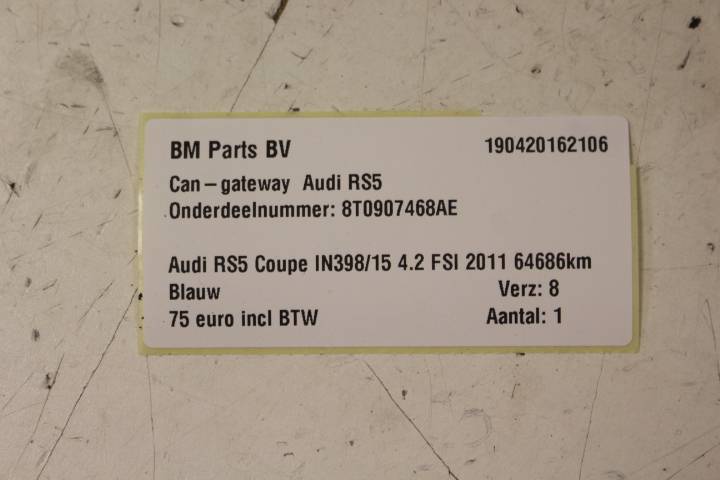 BM Parts BV 190420162106
Can-gateway Audi RS5
Onderdeelnummer: 8T0907468AE
Audi RS5 Coupe IN398/15 4.2 FSI 2011 64686km
Blauw Verz: 8
75 euro incl BTW Aantal: 1